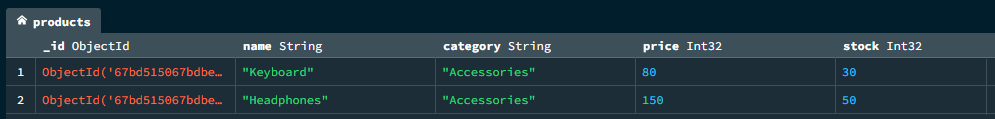 products
_id ObjectId name String category String price Int32 stock Int32
1 ObjectId('67bd515067bdbe… "Keyboard" "Accessories" 80 30
2 ObjectId('67bd515067bdbe… "Headphones" "Accessories" 150 50